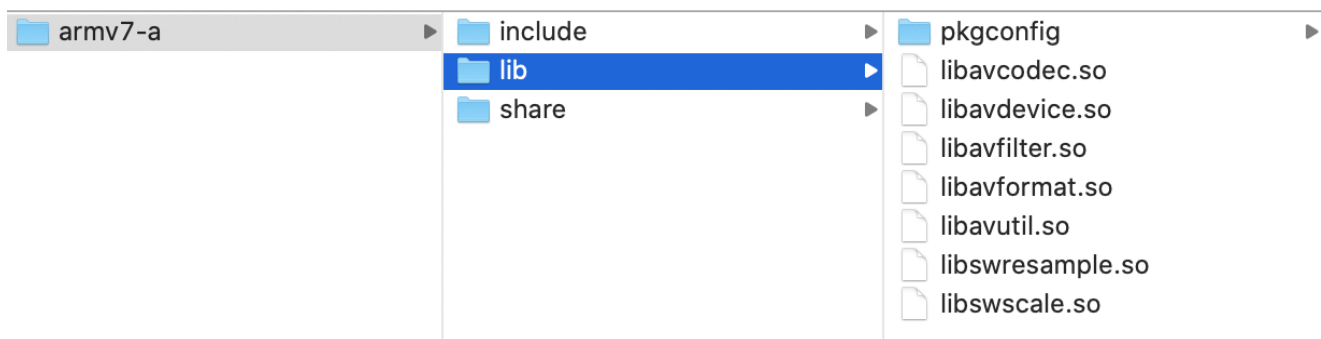 armv7-a
include
lib
share
pkgconfig
libavcodec.so
libavdevice.so
libavfilter.so
libavformat.so
libavutil.so
libswresample.so
libswscale.so